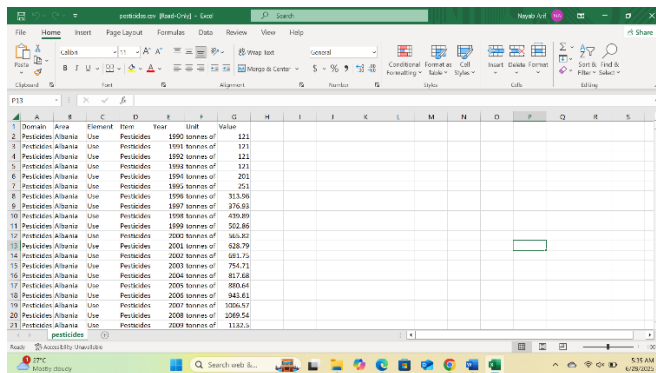 pesticides.csv [Read-Only] - Excel Search Nayab Arif NA
File Home Insert Page Layout Formulas Data Review View Help Share
Paste Calibri 11 A A Wrap Text General Conditional Format as Cell Insert Delete Format Sort & Find &
B I U A Merge & Center $ % 9 Formatting Table Styles Filter Select
Clipboard Font Alignment Number Styles Cells Editing
P13 fx
A B C D E F G H I J K L M N O P Q R S
1 Domain Area Element Item Year Unit Value
2 Pesticides Albania Use Pesticides 1990 tonnes of 121
3 Pesticides Albania Use Pesticides 1991 tonnes of 121
4 Pesticides Albania Use Pesticides 1992 tonnes of 121
5 Pesticides Albania Use Pesticides 1993 tonnes of 121
6 Pesticides Albania Use Pesticides 1994 tonnes of 201
7 Pesticides Albania Use Pesticides 1995 tonnes of 251
8 Pesticides Albania Use Pesticides 1996 tonnes of 313.96
9 Pesticides Albania Use Pesticides 1997 tonnes of 376.93
10 Pesticides Albania Use Pesticides 1998 tonnes of 439.89
11 Pesticides Albania Use Pesticides 1999 tonnes of 502.86
12 Pesticides Albania Use Pesticides 2000 tonnes of 565.82
13 Pesticides Albania Use Pesticides 2001 tonnes of 628.79
14 Pesticides Albania Use Pesticides 2002 tonnes of 691.75
15 Pesticides Albania Use Pesticides 2003 tonnes of 754.71
16 Pesticides Albania Use Pesticides 2004 tonnes of 817.68
17 Pesticides Albania Use Pesticides 2005 tonnes of 880.64
18 Pesticides Albania Use Pesticides 2006 tonnes of 943.61
19 Pesticides Albania Use Pesticides 2007 tonnes of 1006.57
20 Pesticides Albania Use Pesticides 2008 tonnes of 1069.54
21 Pesticides Albania Use Pesticides 2009 tonnes of 1132.5
pesticides
Ready Accessibility: Unavailable
27°C Search web &... 5:35 AM
Mostly cloudy 6/28/2025